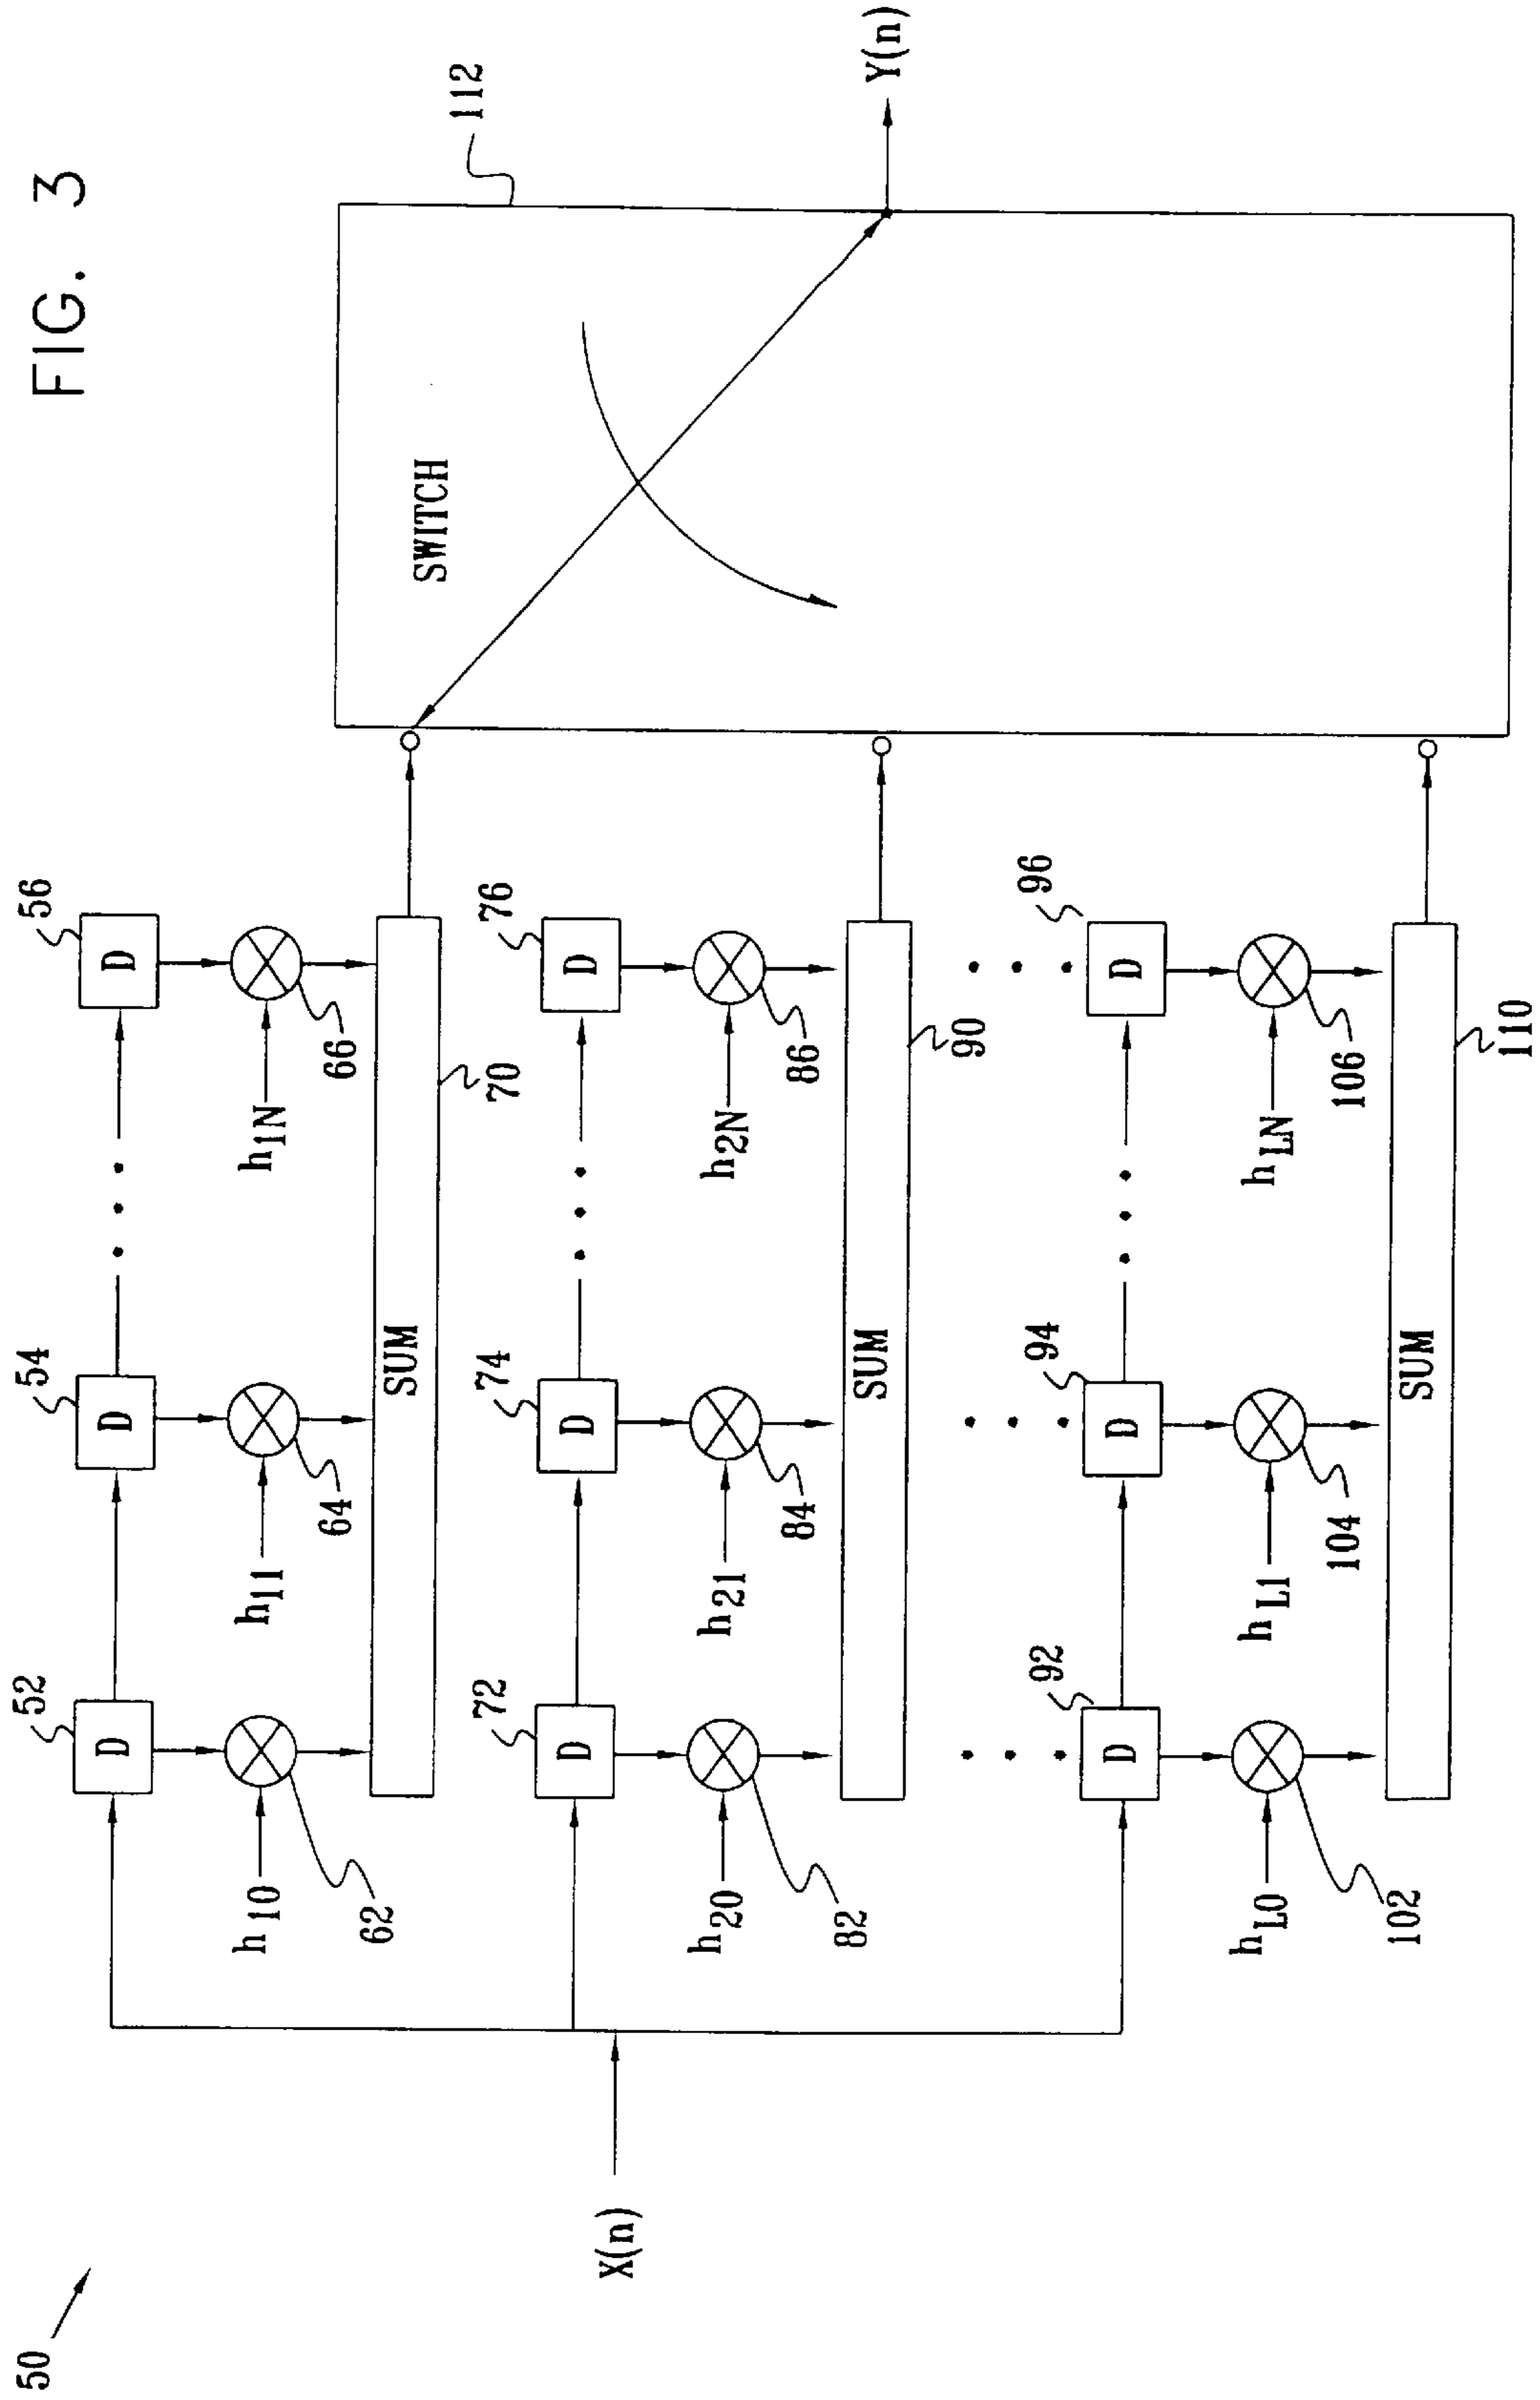 FIG. 3
50
52
54
56
D
D
D
h10
h11
h1N
62
64
66
SUM
70
112
SWITCH
72
74
76
D
D
D
X(n)
h20
h21
h2N
82
84
86
SUM
90
Y(n)
92
94
96
D
D
D
hL0
hL1
hLN
102
104
106
SUM
110